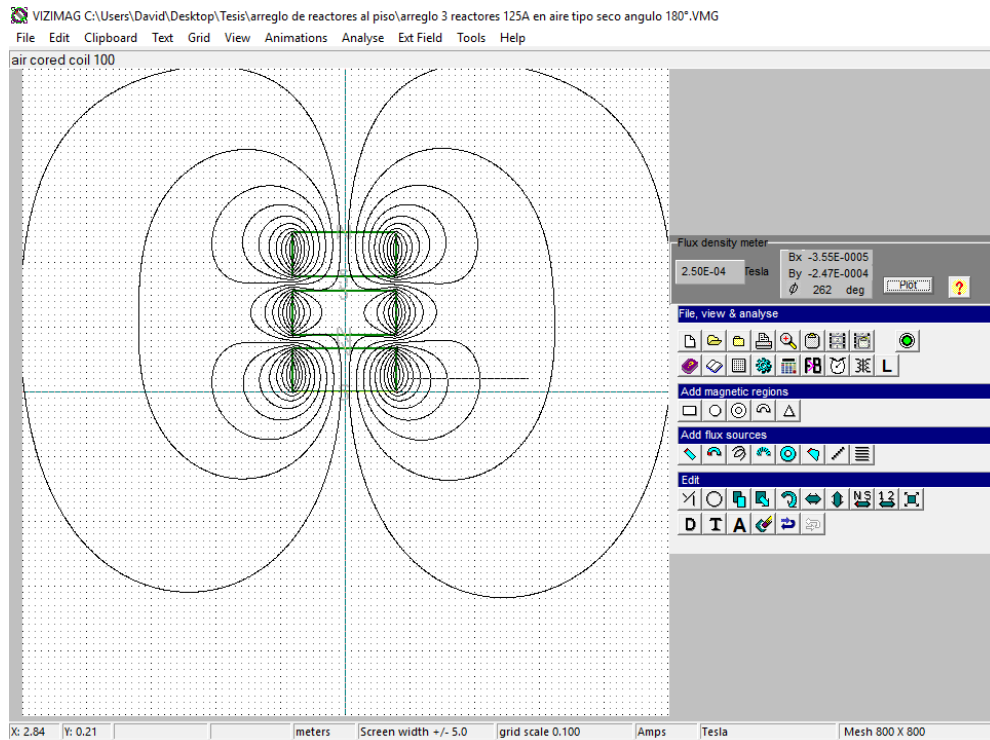 VIZIMAG C:\Users\David\Desktop\Tesis\arreglo de reactores al piso\arreglo 3 reactores 125A en aire tipo seco angulo 180°.VMG
File Edit Clipboard Text Grid View Animations Analyse Ext Field Tools Help
air cored coil 100
Flux density meter
2.50E-04 Tesla
Bx -3.55E-0005
By -2.47E-0004
ϕ 262 deg
Plot
?
File, view & analyse
L
Add magnetic regions
Add flux sources
Edit
N S
1 2
D T A
X: 2.84 Y: 0.21 meters Screen width +/- 5.0 grid scale 0.100 Amps Tesla Mesh 800 X 800